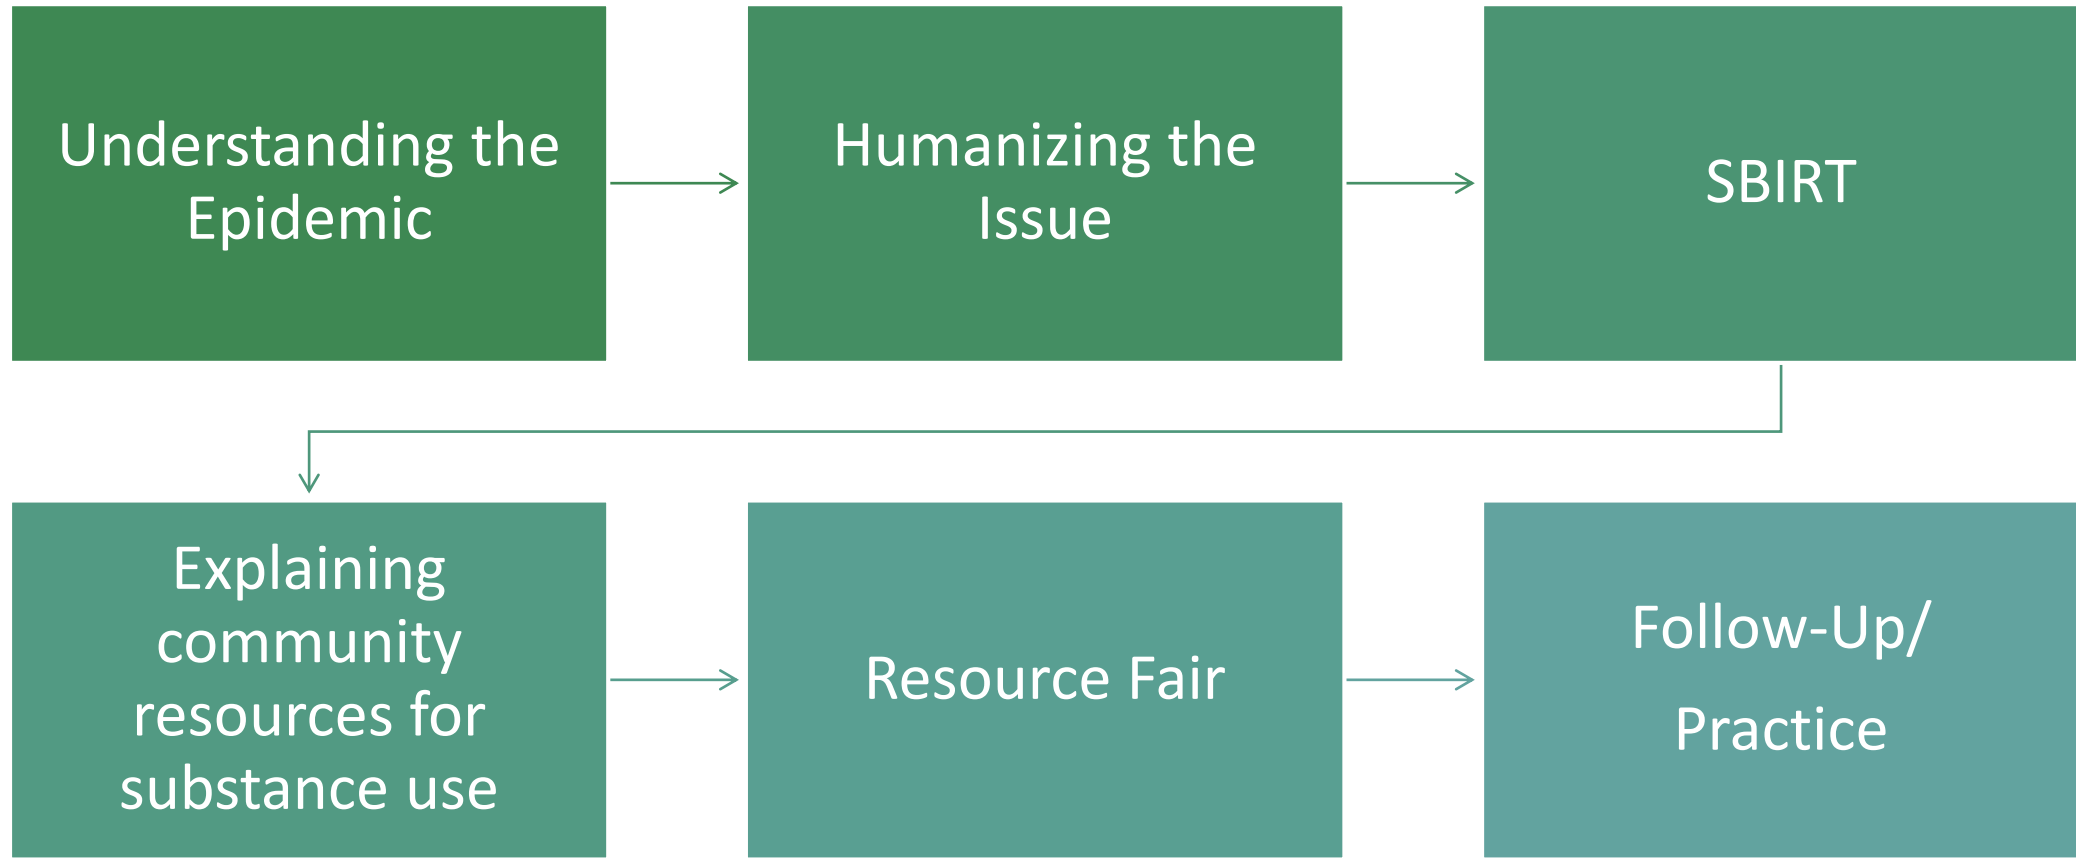 Understanding the
Epidemic
Humanizing the
Issue
SBIRT
Explaining
community
resources for
substance use
Resource Fair
Follow-Up/
Practice